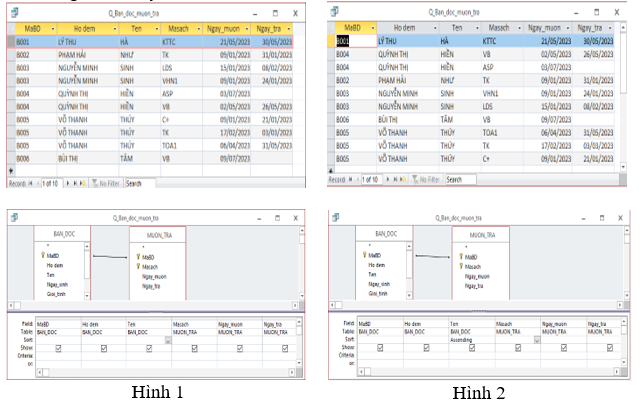 Q_Ban_doc_muon_tra
MaBD Ho dem Ten Masach Ngay_muon Ngay_tra
B001 LÝ THU HÀ KTTC 21/05/2023 30/05/2023
B002 PHẠM HẢI NHƯ TK 09/01/2023 31/01/2023
B003 NGUYỄN MINH SINH LDS 15/01/2023 08/02/2023
B003 NGUYỄN MINH SINH VHN1 09/01/2023 24/01/2023
B004 QUỲNH THỊ HIỀN ASP 03/07/2023
B004 QUỲNH THỊ HIỀN VB 02/05/2023 26/05/2023
B005 VÕ THANH THÚY C+ 09/01/2023 21/01/2023
B005 VÕ THANH THÚY TK 17/02/2023 03/03/2023
B005 VÕ THANH THÚY TOA1 06/04/2023 31/05/2023
B006 BÙI THỊ TÂM VB 09/07/2023
Record: 1 of 10 No Filter Search
Q_Ban_doc_muon_tra
MaBD Ho dem Ten Masach Ngay_muon Ngay_tra
B001 LÝ THU HÀ KTTC 21/05/2023 30/05/2023
B004 QUỲNH THỊ HIỀN VB 02/05/2023 26/05/2023
B004 QUỲNH THỊ HIỀN ASP 03/07/2023
B002 PHẠM HẢI NHƯ TK 09/01/2023 31/01/2023
B003 NGUYỄN MINH SINH VHN1 09/01/2023 24/01/2023
B003 NGUYỄN MINH SINH LDS 15/01/2023 08/02/2023
B006 BÙI THỊ TÂM VB 09/07/2023
B005 VÕ THANH THÚY TOA1 06/04/2023 31/05/2023
B005 VÕ THANH THÚY TK 17/02/2023 03/03/2023
B005 VÕ THANH THÚY C+ 09/01/2023 21/01/2023
Record: 1 of 10 No Filter Search
Q_Ban_doc_muon_tra
BAN_DOC
*
MaBD
Ho dem
Ten
Ngay_sinh
Gioi_tinh
MUON_TRA
*
MaBD
Masach
Ngay_muon
Ngay_tra
Field: MaBD Ho dem Ten Masach Ngay_muon Ngay_tra
Table: BAN_DOC BAN_DOC BAN_DOC MUON_TRA MUON_TRA MUON_TRA
Sort:
Show:
Criteria:
or:
Hình 1
Q_Ban_doc_muon_tra
BAN_DOC
*
MaBD
Ho dem
Ten
Ngay_sinh
Gioi_tinh
MUON_TRA
*
MaBD
Masach
Ngay_muon
Ngay_tra
Field: MaBD Ho dem Ten Masach Ngay_muon Ngay_tra
Table: BAN_DOC BAN_DOC BAN_DOC MUON_TRA MUON_TRA MUON_TRA
Sort: Ascending
Show:
Criteria:
or:
Hình 2